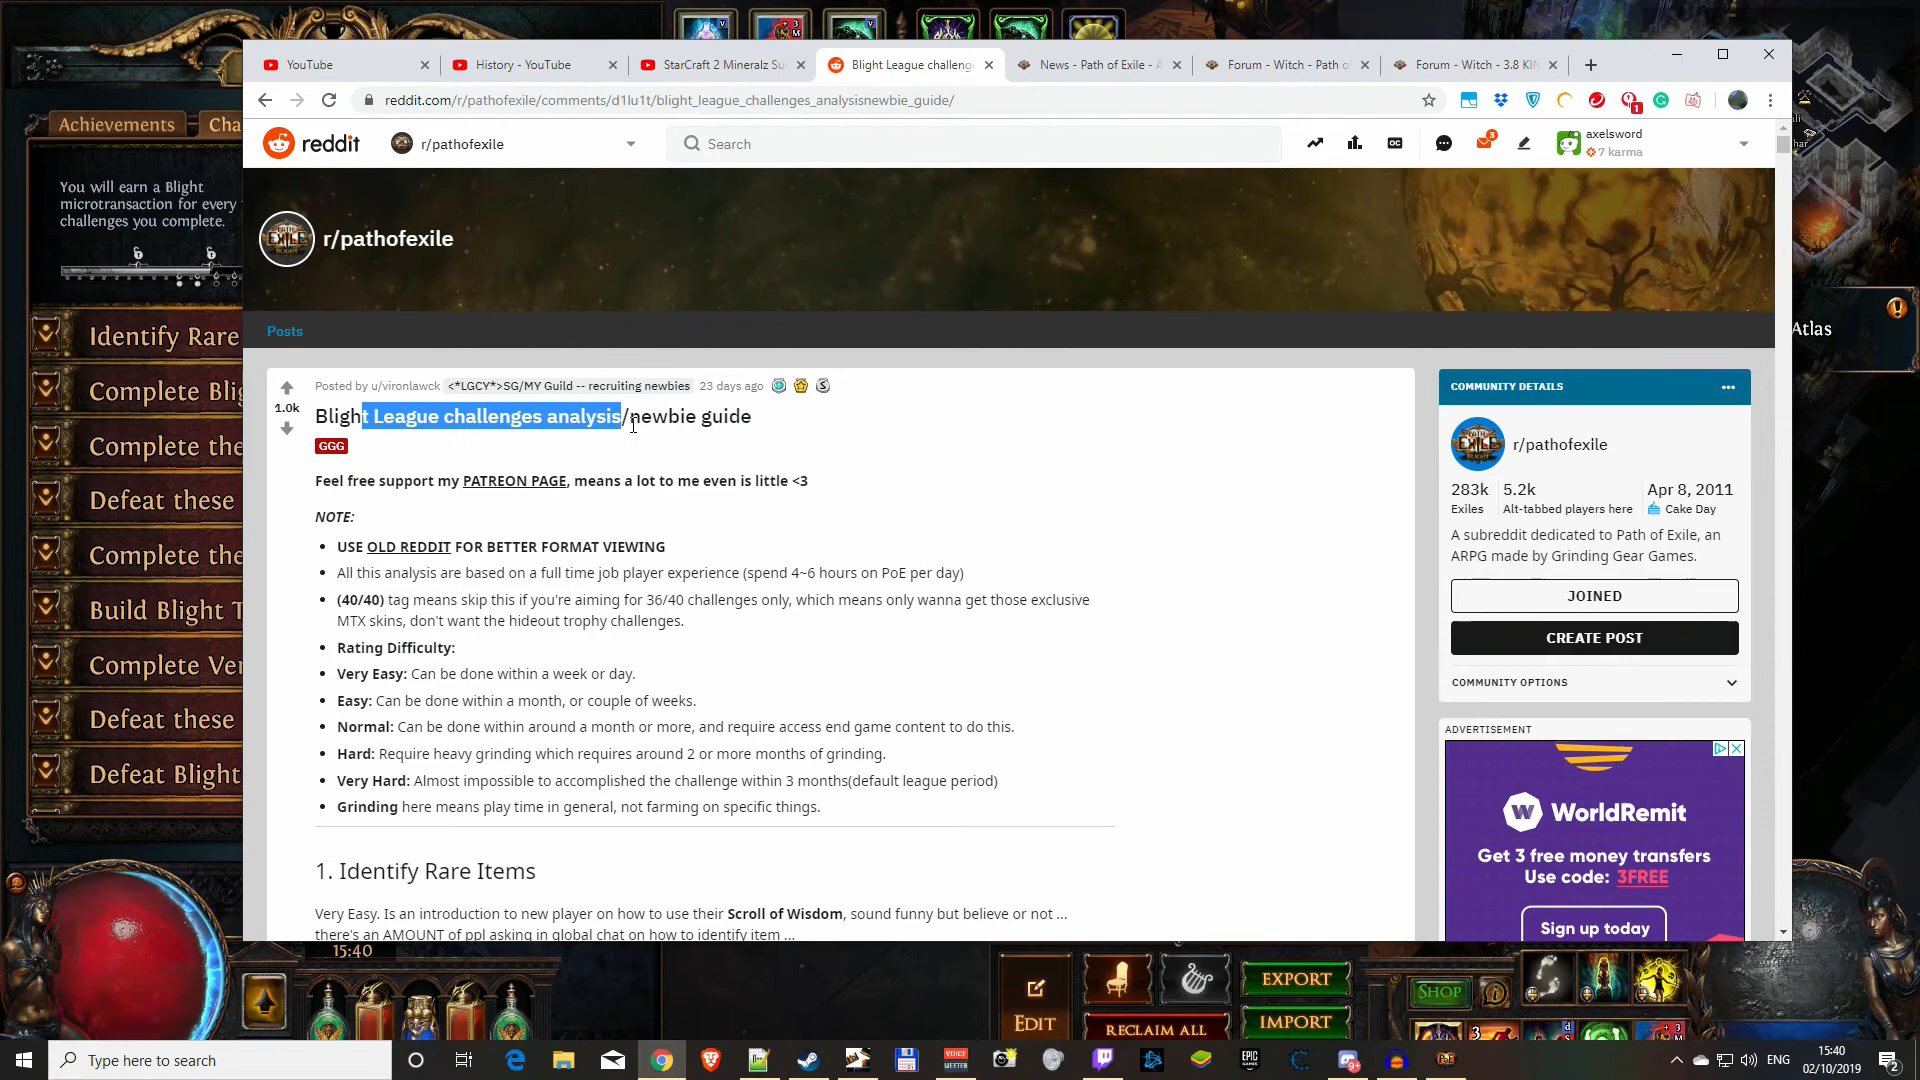 YouTube
History - YouTube
StarCraft 2 Mineralz Su
Blight League challenge
News - Path of Exile - A
Forum - Witch - Path of
Forum - Witch - 3.8 KIN
reddit.com/r/pathofexile/comments/d1lu1t/blight_league_challenges_analysisnewbie_guide/
1
reddit
r/pathofexile
Search
3
axelsword
7 karma
Achievements
Cha
You will earn a Blight
microtransaction for every
challenges you complete.
Identify Rare
Complete Blig
Complete the
Defeat these
Complete the
Build Blight T
Complete Ver
Defeat these
Defeat Blight
Atlas
r/pathofexile
Posts
1.0k
Posted by u/vironlawck <*LGCY*>SG/MY Guild -- recruiting newbies 23 days ago
Blight League challenges analysis/newbie guide
GGG
Feel free support my PATREON PAGE, means a lot to me even is little <3
NOTE:
USE OLD REDDIT FOR BETTER FORMAT VIEWING
All this analysis are based on a full time job player experience (spend 4~6 hours on PoE per day)
(40/40) tag means skip this if you're aiming for 36/40 challenges only, which means only wanna get those exclusive
MTX skins, don't want the hideout trophy challenges.
Rating Difficulty:
Very Easy: Can be done within a week or day.
Easy: Can be done within a month, or couple of weeks.
Normal: Can be done within around a month or more, and require access end game content to do this.
Hard: Require heavy grinding which requires around 2 or more months of grinding.
Very Hard: Almost impossible to accomplished the challenge within 3 months(default league period)
Grinding here means play time in general, not farming on specific things.
1. Identify Rare Items
Very Easy. Is an introduction to new player on how to use their Scroll of Wisdom, sound funny but believe or not ...
there's an AMOUNT of ppl asking in global chat on how to identify item ...
COMMUNITY DETAILS
r/pathofexile
283k
Exiles
5.2k
Alt-tabbed players here
Apr 8, 2011
Cake Day
A subreddit dedicated to Path of Exile, an
ARPG made by Grinding Gear Games.
JOINED
CREATE POST
COMMUNITY OPTIONS
ADVERTISEMENT
WorldRemit
Get 3 free money transfers
Use code: 3FREE
Sign up today
15:40
EDIT
RECLAIM ALL
EXPORT
IMPORT
SHOP
Type here to search
ENG
15:40
02/10/2019
2